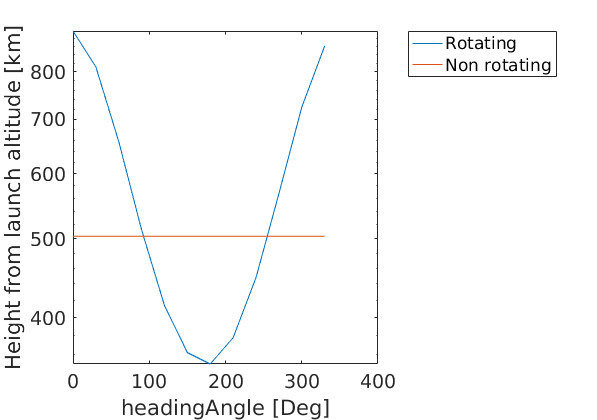 Height from launch altitude [km]
800
700
600
500
400
0
100
200
300
400
headingAngle [Deg]
Rotating
Non rotating